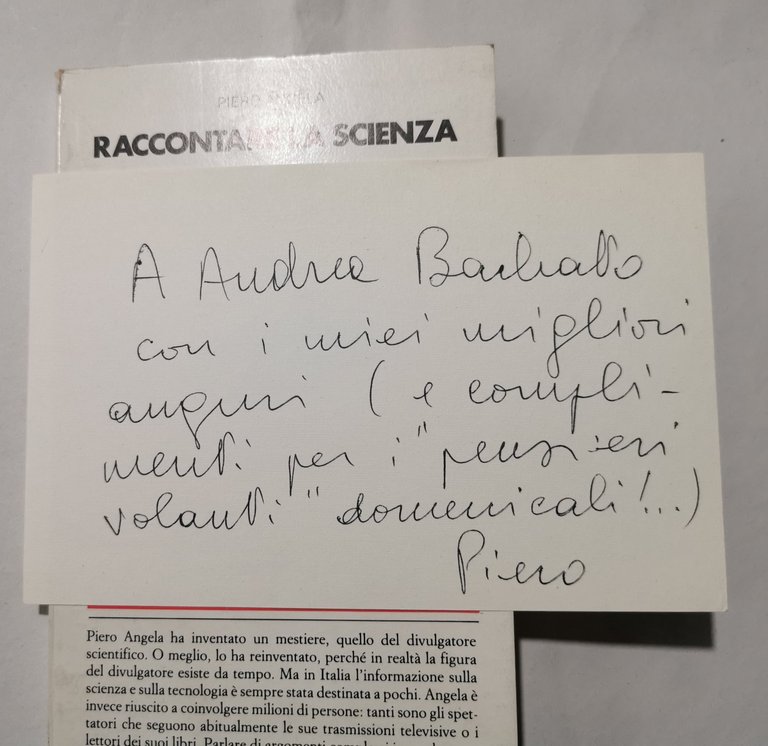 PIERO ANGELA
RACCONTARE LA SCIENZA
A Andrea Barbato
con i miei migliori
auguri ( e compli-
menti per i "pensieri
volanti" domenicali!..)
Piero
Piero Angela ha inventato un mestiere, quello del divulgatore
scientifico. O meglio, lo ha reinventato, perché in realtà la figura
del divulgatore esiste da tempo. Ma in Italia l'informazione sulla
scienza e sulla tecnologia è sempre stata destinata a pochi. Angela è
invece riuscito a coinvolgere milioni di persone: tanti sono gli spet-
tatori che seguono abitualmente le sue trasmissioni televisive o i
lettori dei suoi libri. Parlare di argomenti